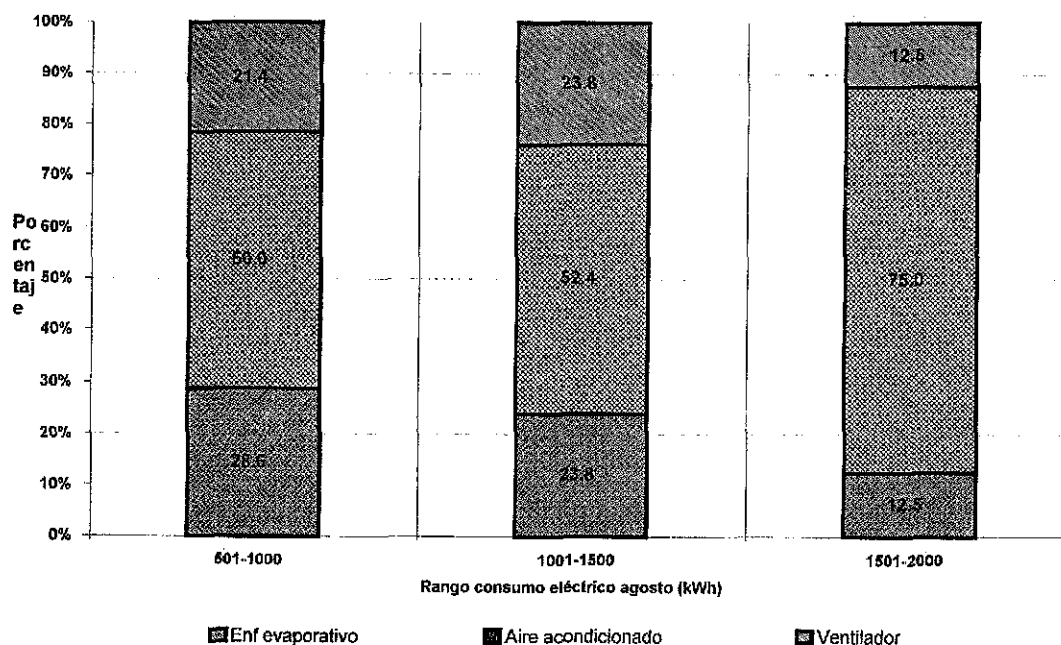 100%
90%
80%
70%
60%
50%
40%
30%
20%
10%
0%
Po
rc
en
taj
e
21.4
50.0
28.6
23.8
52.4
23.8
12.5
75.0
12.5
501-1000
1001-1500
1501-2000
Rango consumo eléctrico agosto (kWh)
Enf evaporativo
Aire acondicionado
Ventilador